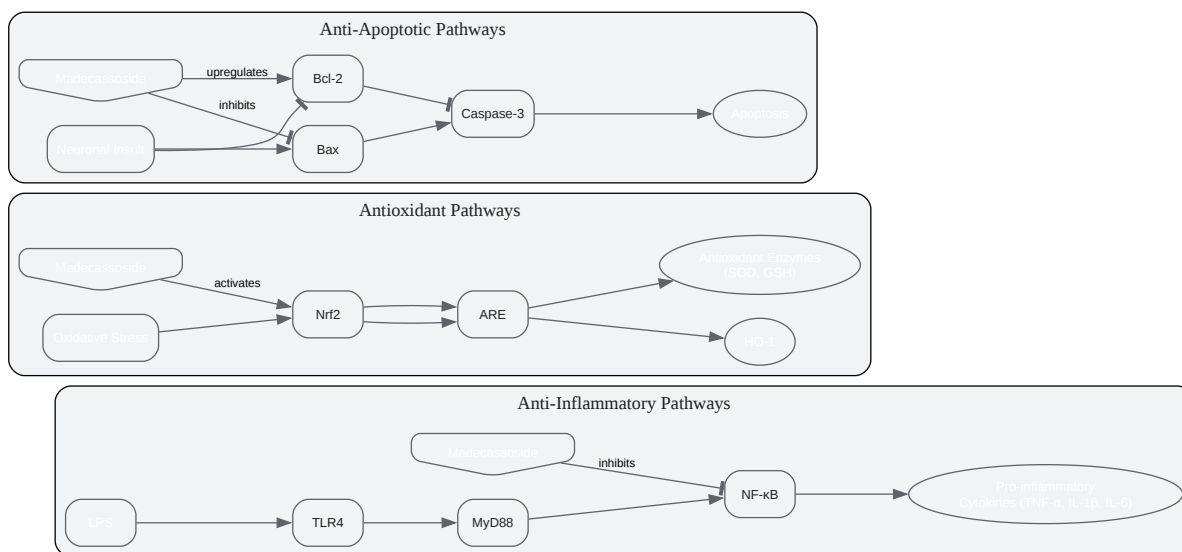 Anti-Apoptotic Pathways
Madecassoside
upregulates
Bcl-2
inhibits
Caspase-3
Apoptosis
Neuronal Insult
Bax
Antioxidant Pathways
Madecassoside
activates
Antioxidant Enzymes
(SOD, GSH)
Nrf2
ARE
Oxidative Stress
HO-1
Anti-Inflammatory Pathways
Madecassoside
inhibits
NF-κB
Pro-inflammatory
Cytokines (TNF-α, IL-1β, IL-6)
LPS
TLR4
MyD88